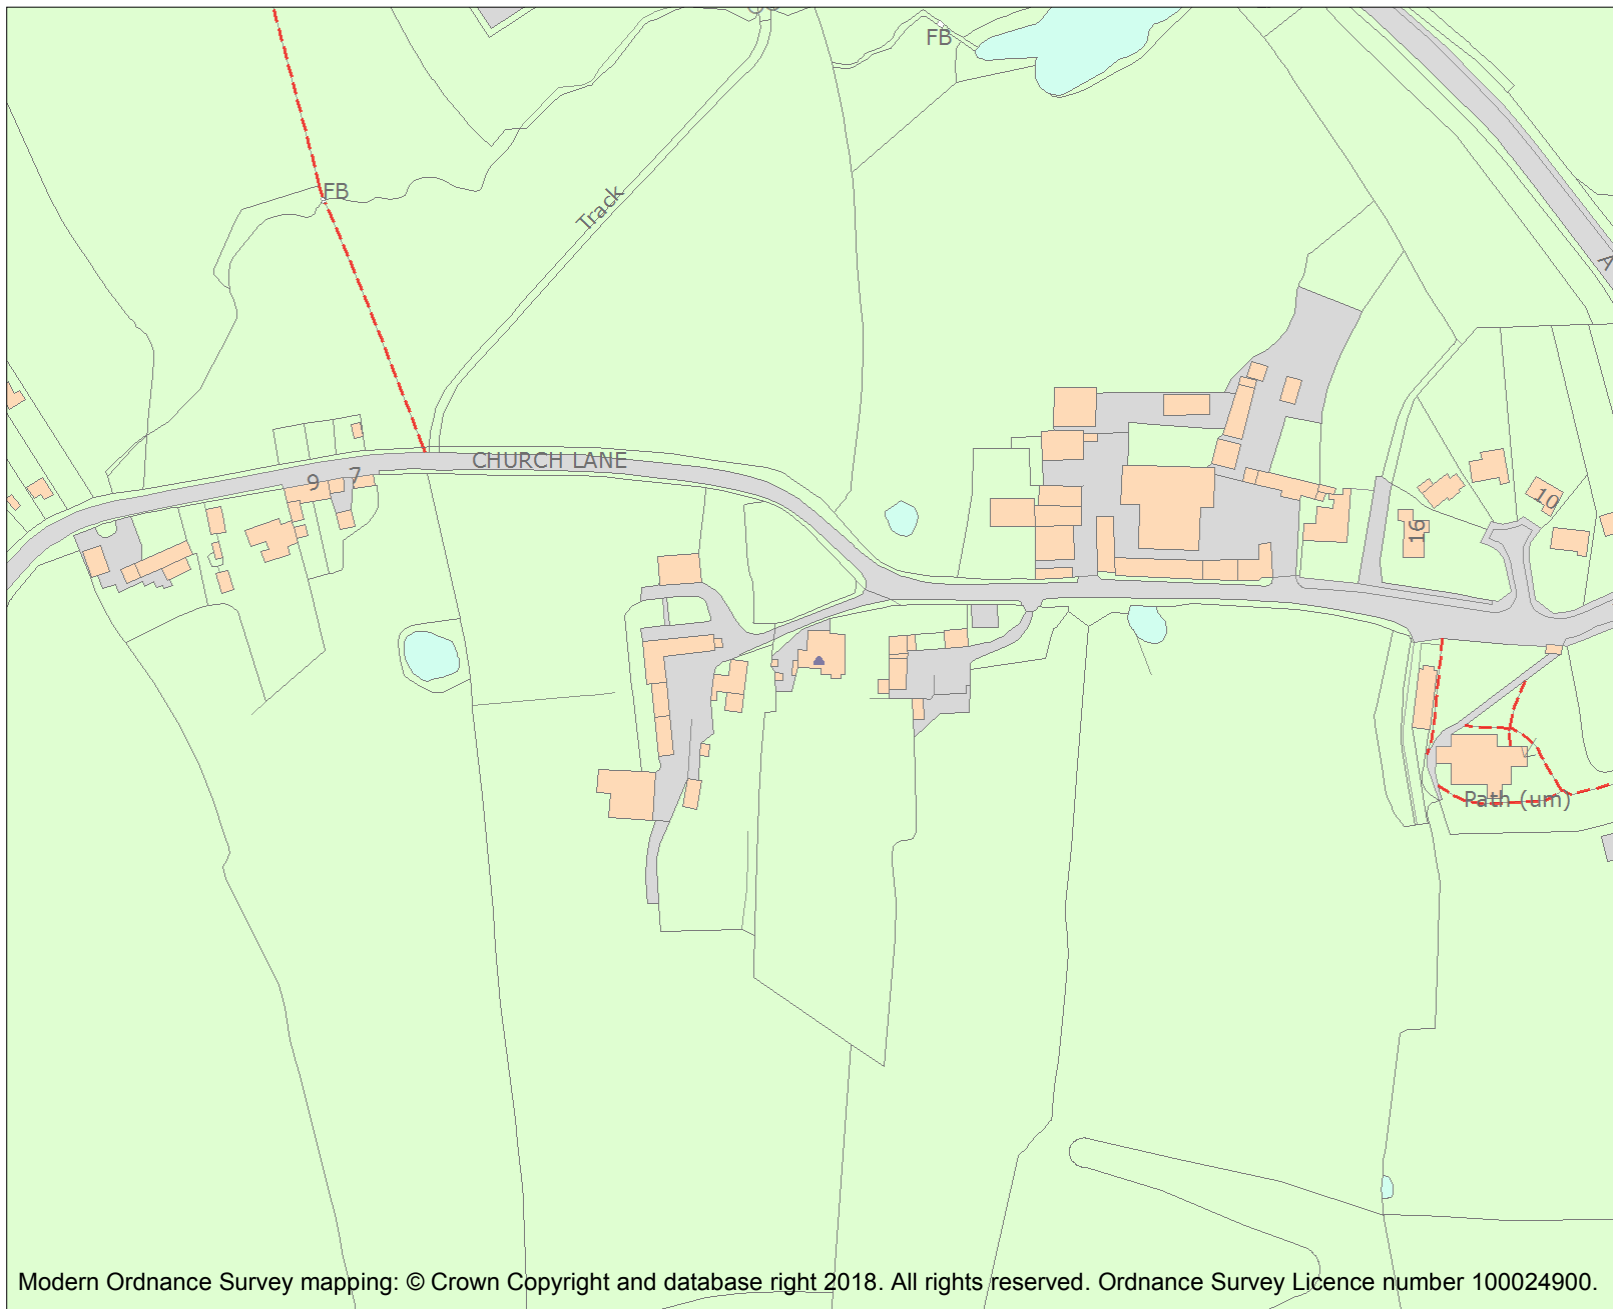 FB
FB
Track
A
CHURCH LANE
9
7
10
16
Path (um)
Modern Ordnance Survey mapping: © Crown Copyright and database right 2018. All rights reserved. Ordnance Survey Licence number 100024900.